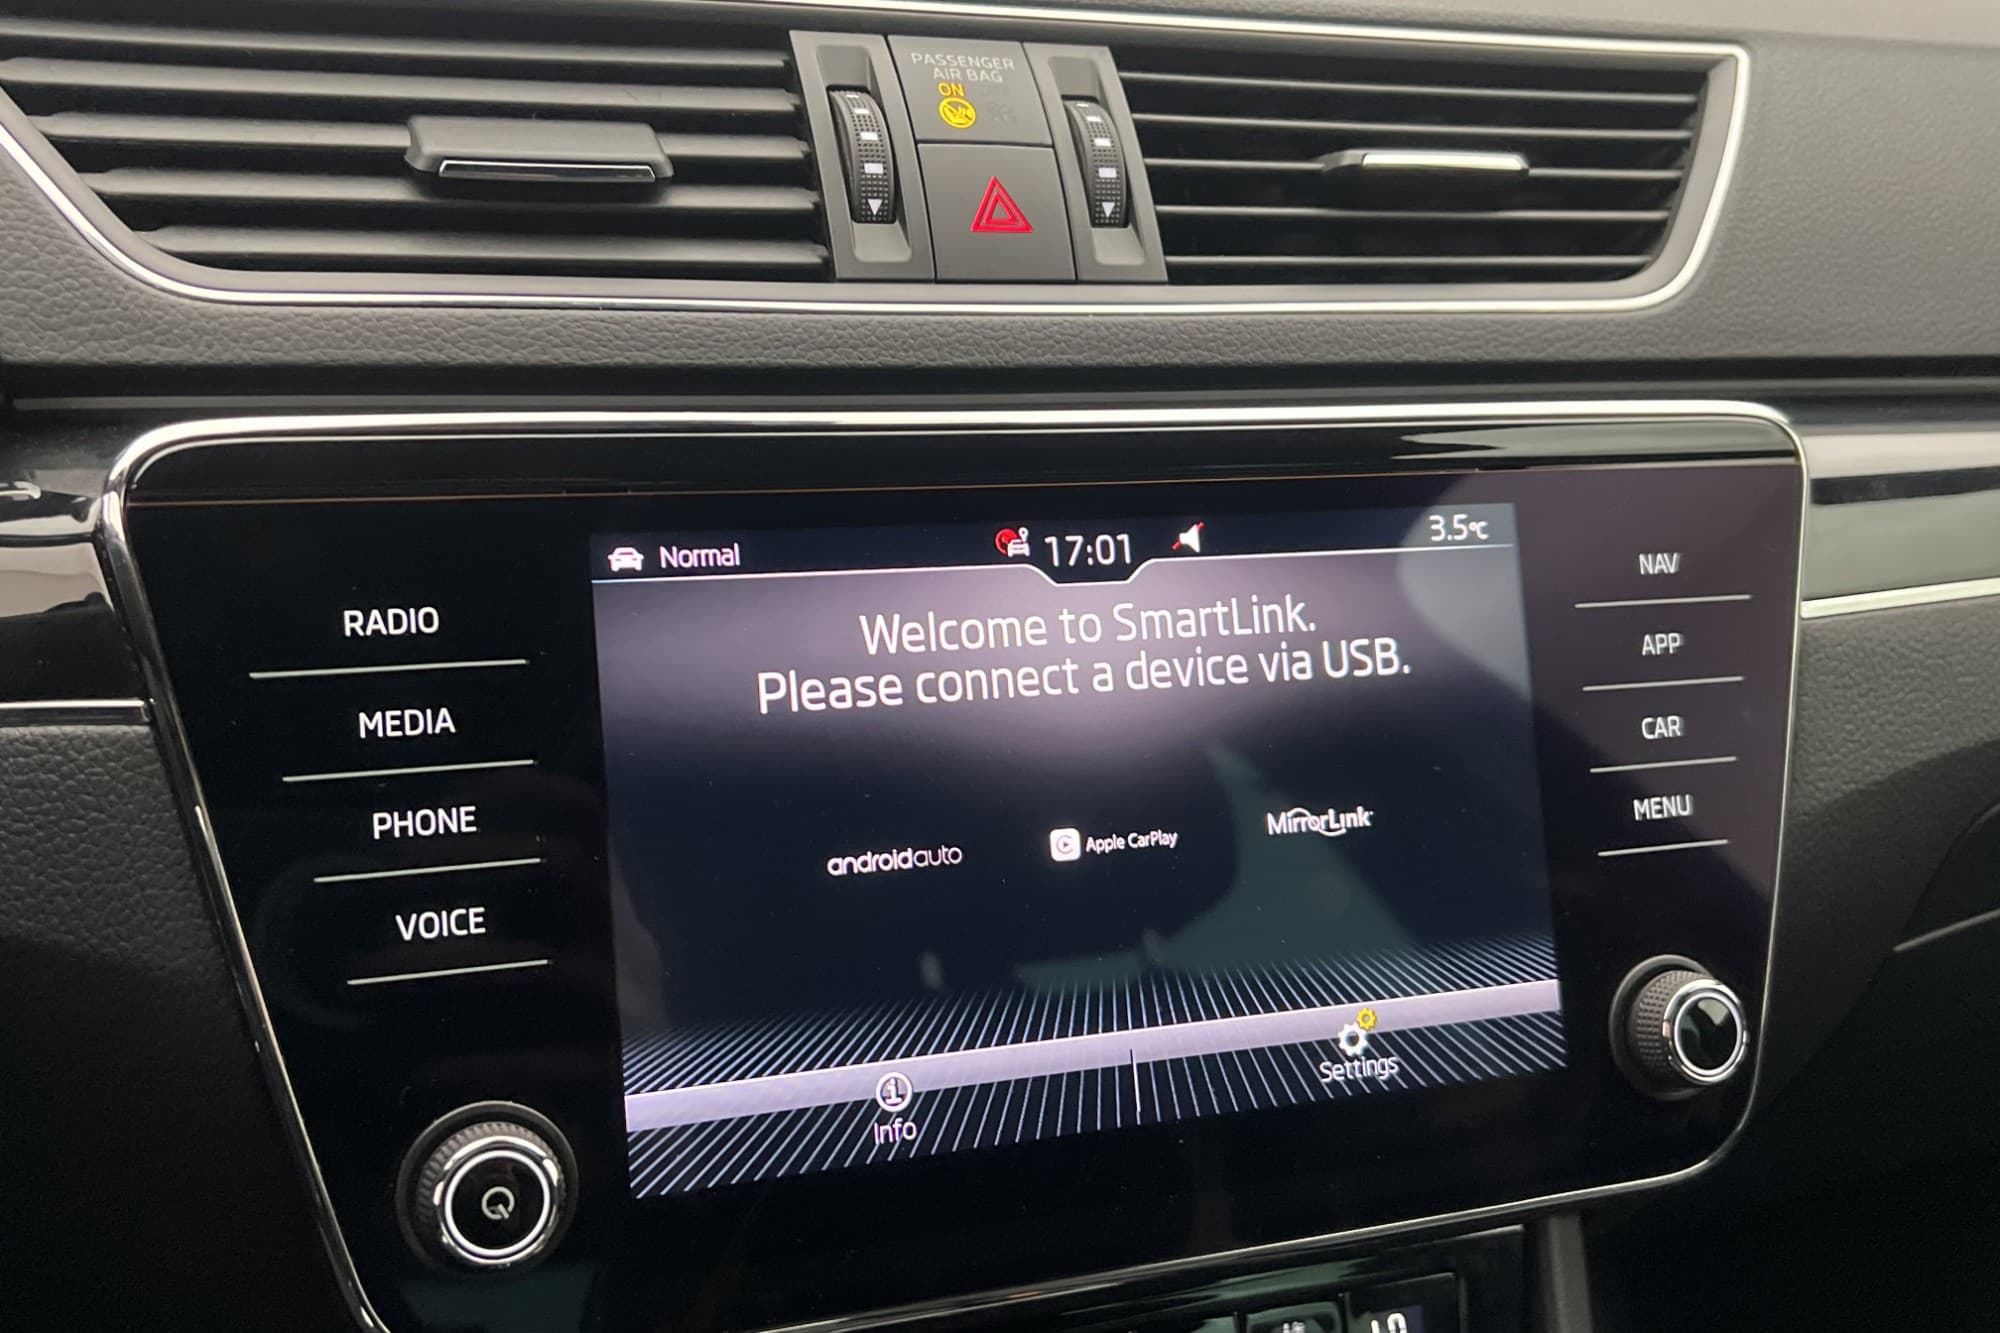 PASSENGER
AIR BAG
ON
Normal
17:01
3.5°C
Welcome to SmartLink.
Please connect a device via USB.
RADIO
MEDIA
PHONE
VOICE
androidauto
Apple CarPlay
MirrorLink
Info
Settings
NAV
APP
CAR
MENU